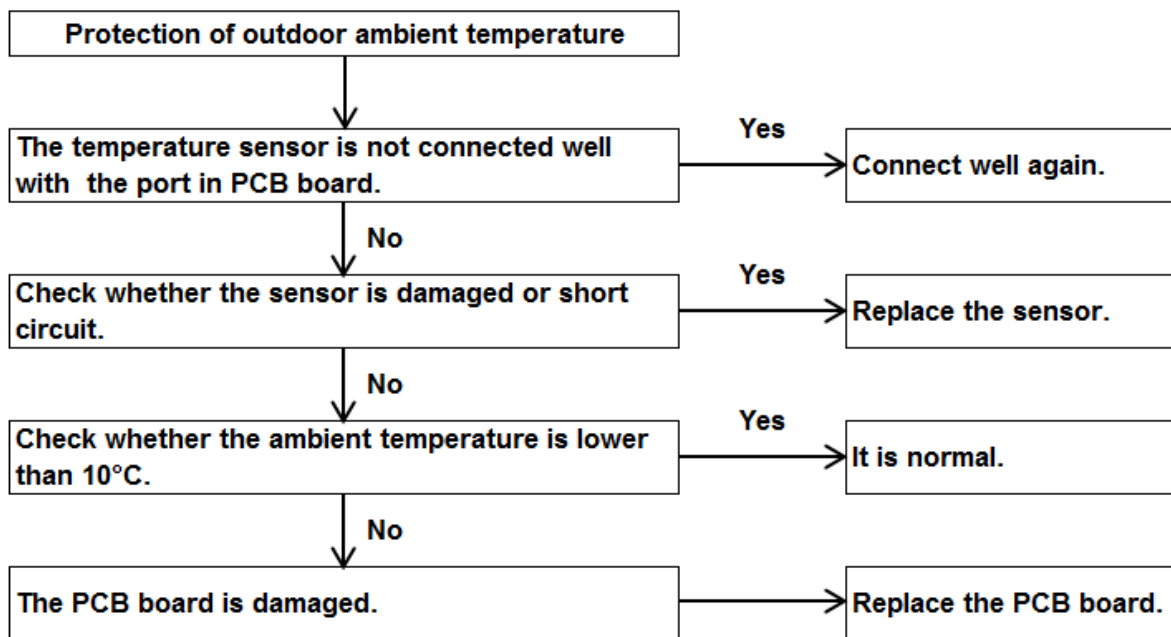 Protection of outdoor ambient temperature
Yes
The temperature sensor is not connected well
with the port in PCB board.
Connect well again.
No
Yes
Check whether the sensor is damaged or short
circuit.
Replace the sensor.
No
Yes
Check whether the ambient temperature is lower
than 10°C.
It is normal.
No
The PCB board is damaged.
Replace the PCB board.